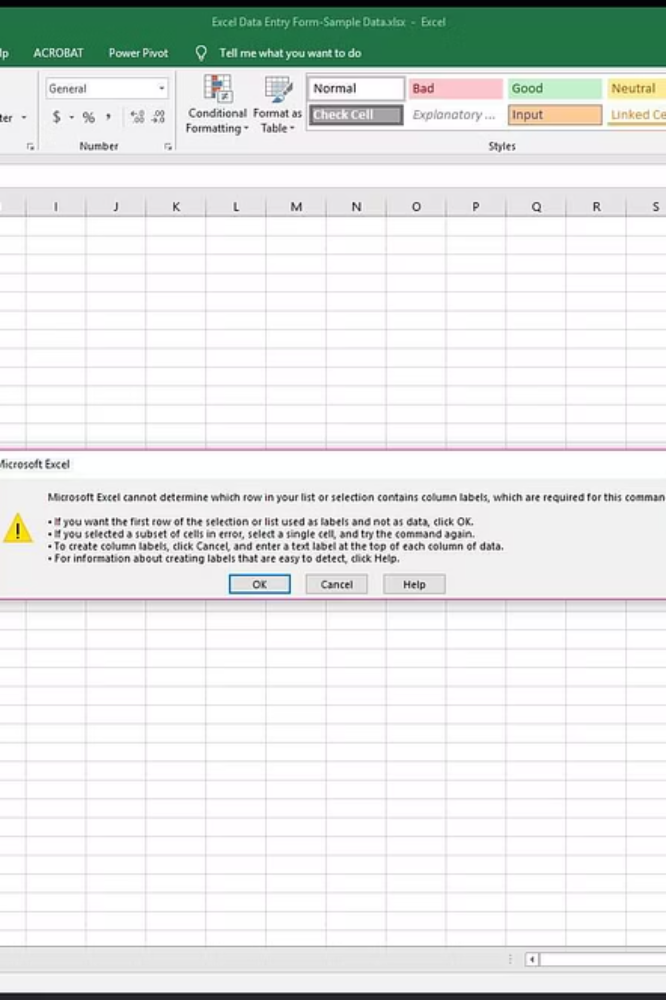 Excel Data Entry Form-Sample Data.xlsx - Excel
ACROBAT Power Pivot Tell me what you want to do
General
Normal Bad Good Neutral
$ % ,
Conditional Formatting
Format as Table
Check Cell Explanatory ... Input Linked Ce
Number Styles
I J K L M N O P Q R S
Microsoft Excel
Microsoft Excel cannot determine which row in your list or selection contains column labels, which are required for this comman
• If you want the first row of the selection or list used as labels and not as data, click OK.
• If you selected a subset of cells in error, select a single cell, and try the command again.
• To create column labels, click Cancel, and enter a text label at the top of each column of data.
• For information about creating labels that are easy to detect, click Help.
OK Cancel Help